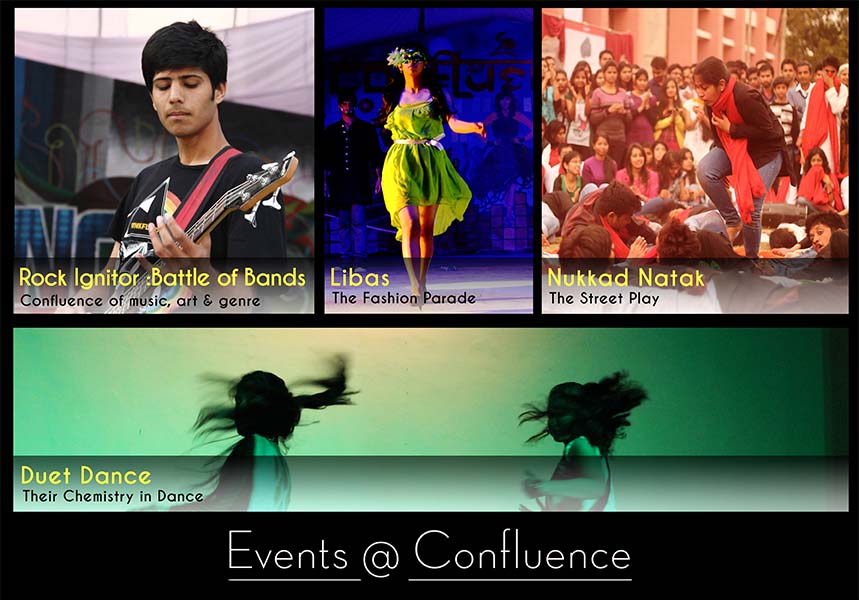 Rock Ignitor :Battle of Bands
Confluence of music, art & genre
Libas
The Fashion Parade
Nukkad Natak
The Street Play
Duet Dance
Their Chemistry in Dance
Events @ Confluence